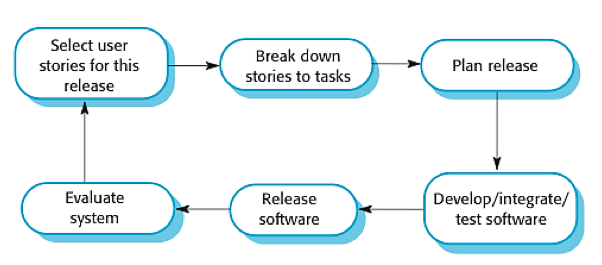 Select user
stories for this
release
Break down
stories to tasks
Plan release
Develop/integrate/
test software
Release
software
Evaluate
system